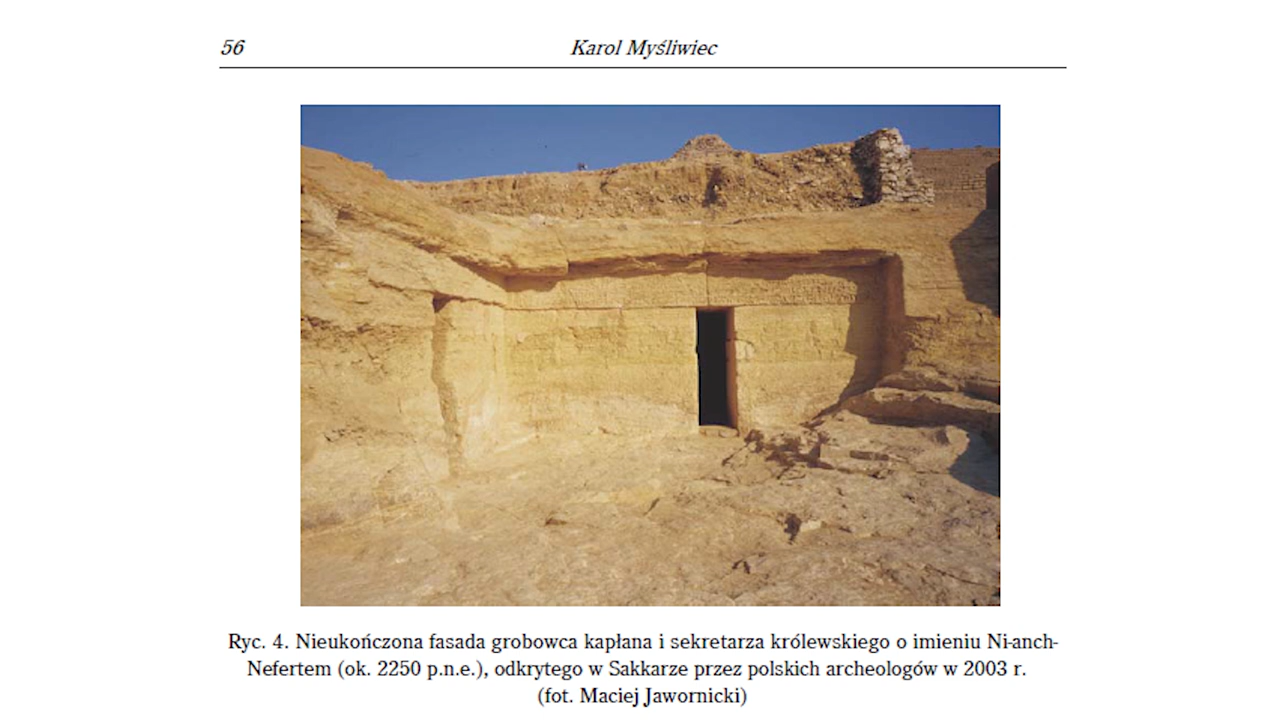 56
Karol Myśliwiec
Ryc. 4. Nieukończona fasada grobowca kapłana i sekretarza królewskiego o imieniu Ni-anch-
Nefertem (ok. 2250 p.n.e.), odkrytego w Sakkarze przez polskich archeologów w 2003 r.
(fot. Maciej Jawornicki)